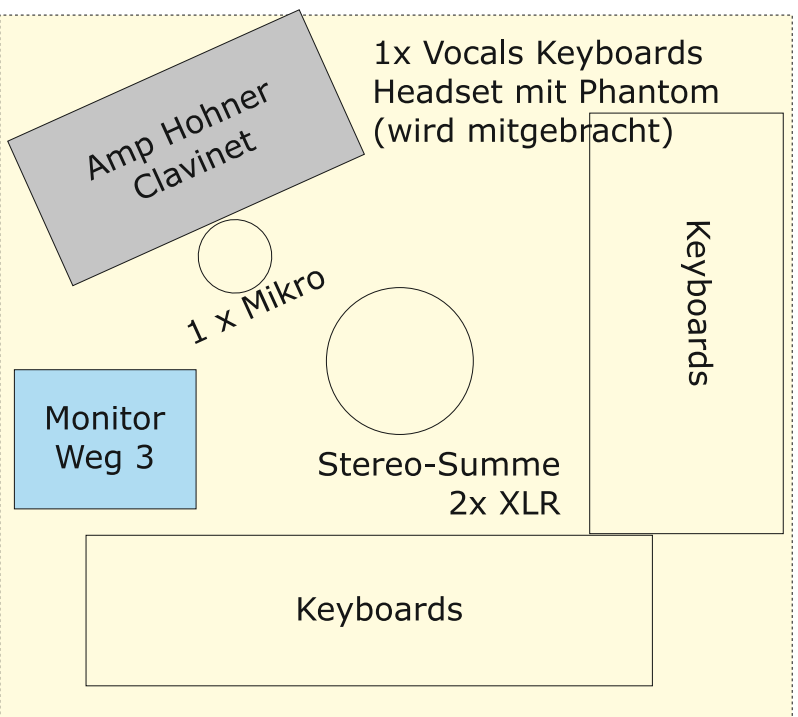 1x Vocals Keyboards
Headset mit Phantom
(wird mitgebracht)
Amp Hohner
Clavinet
1 x Mikro
Keyboards
Monitor
Weg 3
Stereo-Summe
2x XLR
Keyboards